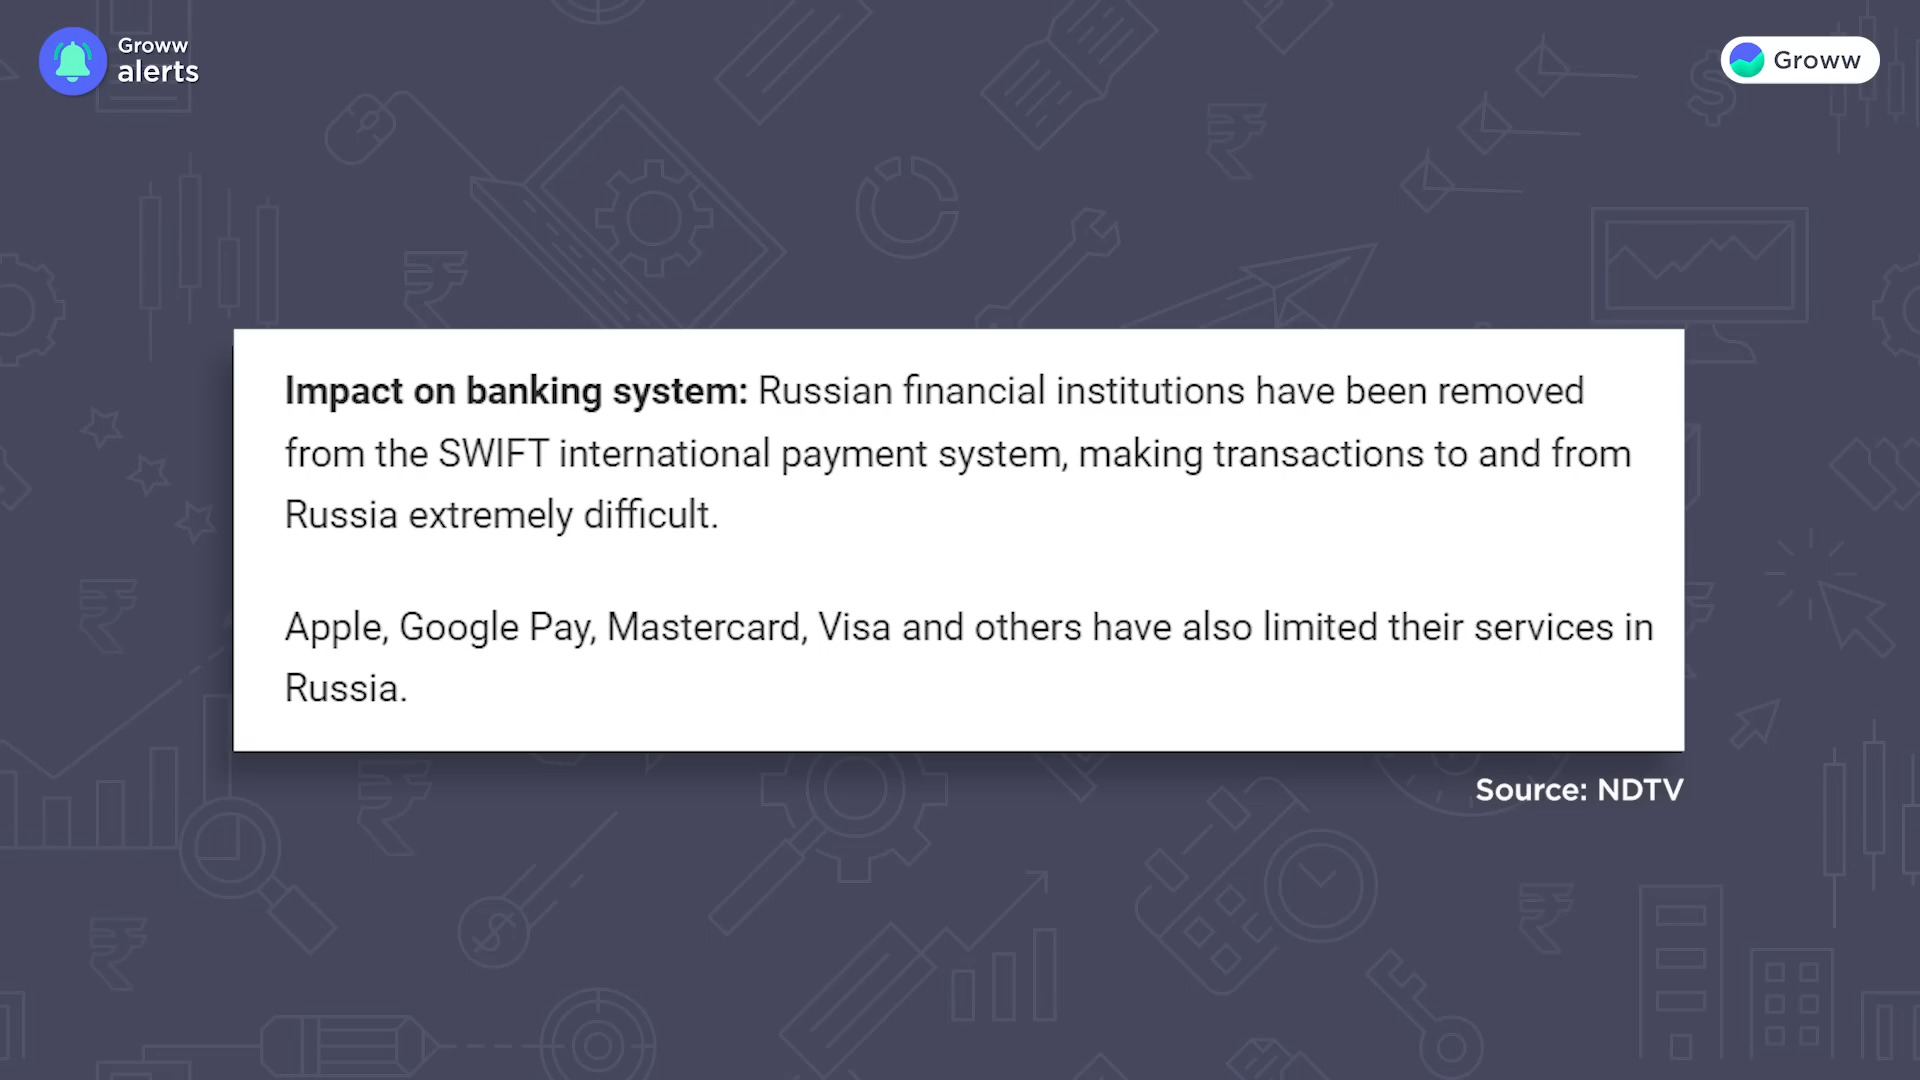 Groww
alerts
Groww
Impact on banking system: Russian financial institutions have been removed
from the SWIFT international payment system, making transactions to and from
Russia extremely difficult.
Apple, Google Pay, Mastercard, Visa and others have also limited their services in
Russia.
Source: NDTV